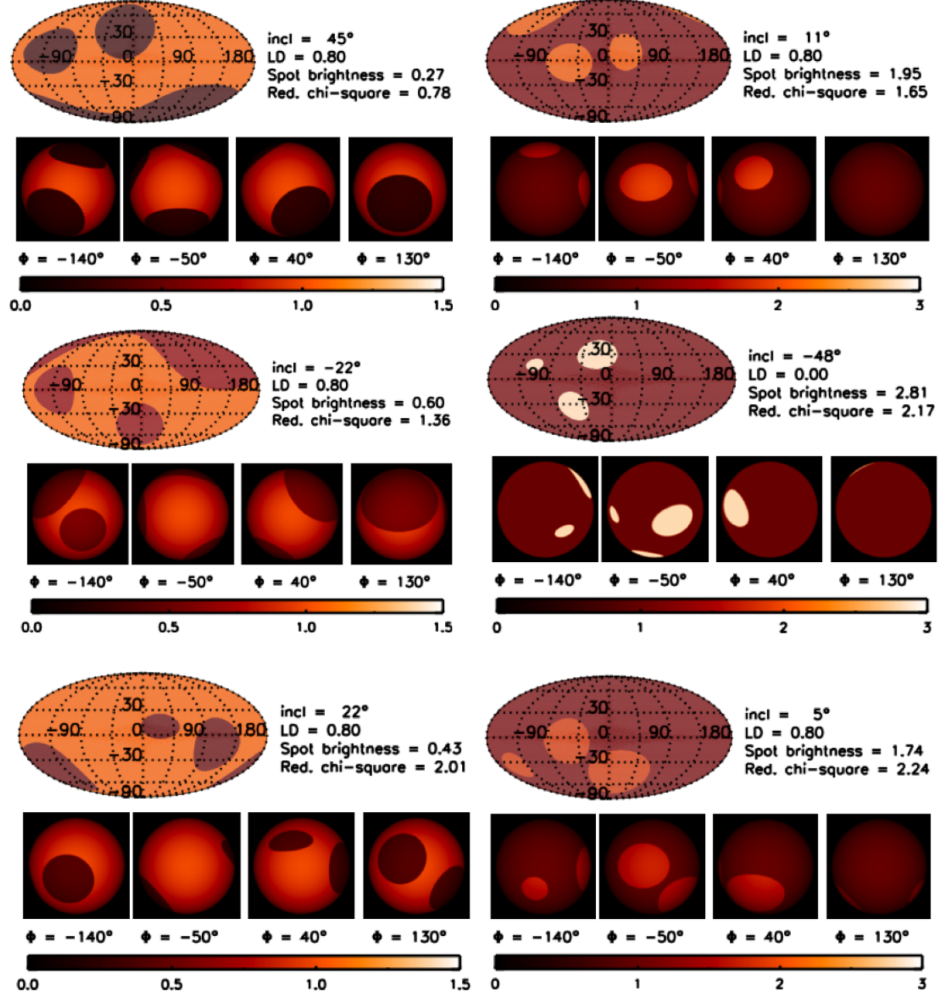 30
-90 0 90 180
-30
-90
incl = 45°
LD = 0.80
Spot brightness = 0.27
Red. chi-square = 0.78
Φ = -140° Φ = -50° Φ = 40° Φ = 130°
0.0 0.5 1.0 1.5
30
-90 0 90 180
-30
-90
incl = 11°
LD = 0.80
Spot brightness = 1.95
Red. chi-square = 1.65
Φ = -140° Φ = -50° Φ = 40° Φ = 130°
0 1 2 3
30
-90 0 90 180
-30
-90
incl = -22°
LD = 0.80
Spot brightness = 0.60
Red. chi-square = 1.36
Φ = -140° Φ = -50° Φ = 40° Φ = 130°
0.0 0.5 1.0 1.5
30
-90 0 90 180
-30
-90
incl = -48°
LD = 0.00
Spot brightness = 2.81
Red. chi-square = 2.17
Φ = -140° Φ = -50° Φ = 40° Φ = 130°
0 1 2 3
30
-90 0 90 180
-30
-90
incl = 22°
LD = 0.80
Spot brightness = 0.43
Red. chi-square = 2.01
Φ = -140° Φ = -50° Φ = 40° Φ = 130°
0.0 0.5 1.0 1.5
30
-90 0 90 180
-30
-90
incl = 5°
LD = 0.80
Spot brightness = 1.74
Red. chi-square = 2.24
Φ = -140° Φ = -50° Φ = 40° Φ = 130°
0 1 2 3